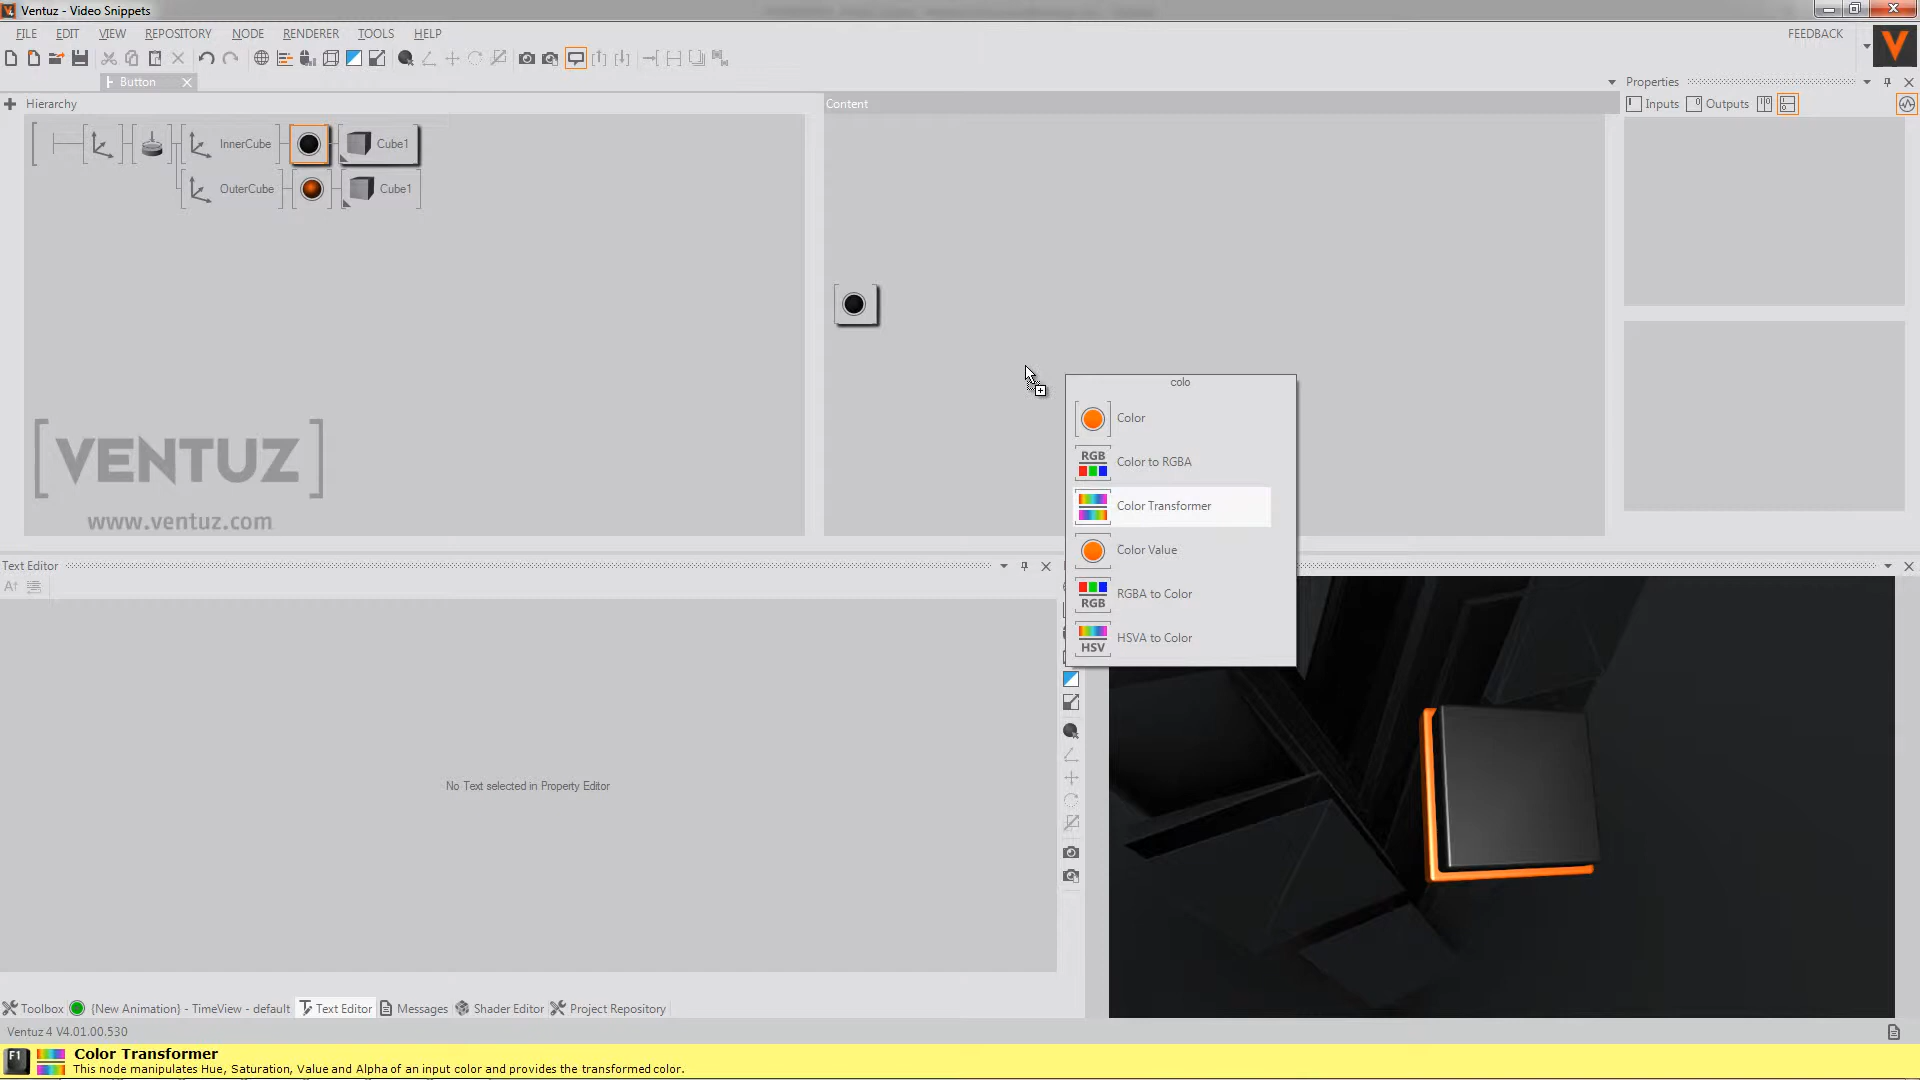 Ventuz - Video Snippets
FILE EDIT VIEW REPOSITORY NODE RENDERER TOOLS HELP
FEEDBACK
Button
Properties
Hierarchy
Content
Inputs Outputs
InnerCube Cube1
OuterCube Cube1
colo
Color
RGB Color to RGBA
Color Transformer
Color Value
RGB RGBA to Color
HSV HSVA to Color
[VENTUZ]
www.ventuz.com
Text Editor
No Text selected in Property Editor
Toolbox {New Animation} - TimeView - default Text Editor Messages Shader Editor Project Repository
Ventuz 4 V4.01.00.530
F1 Color Transformer
This node manipulates Hue, Saturation, Value and Alpha of an input color and provides the transformed color.